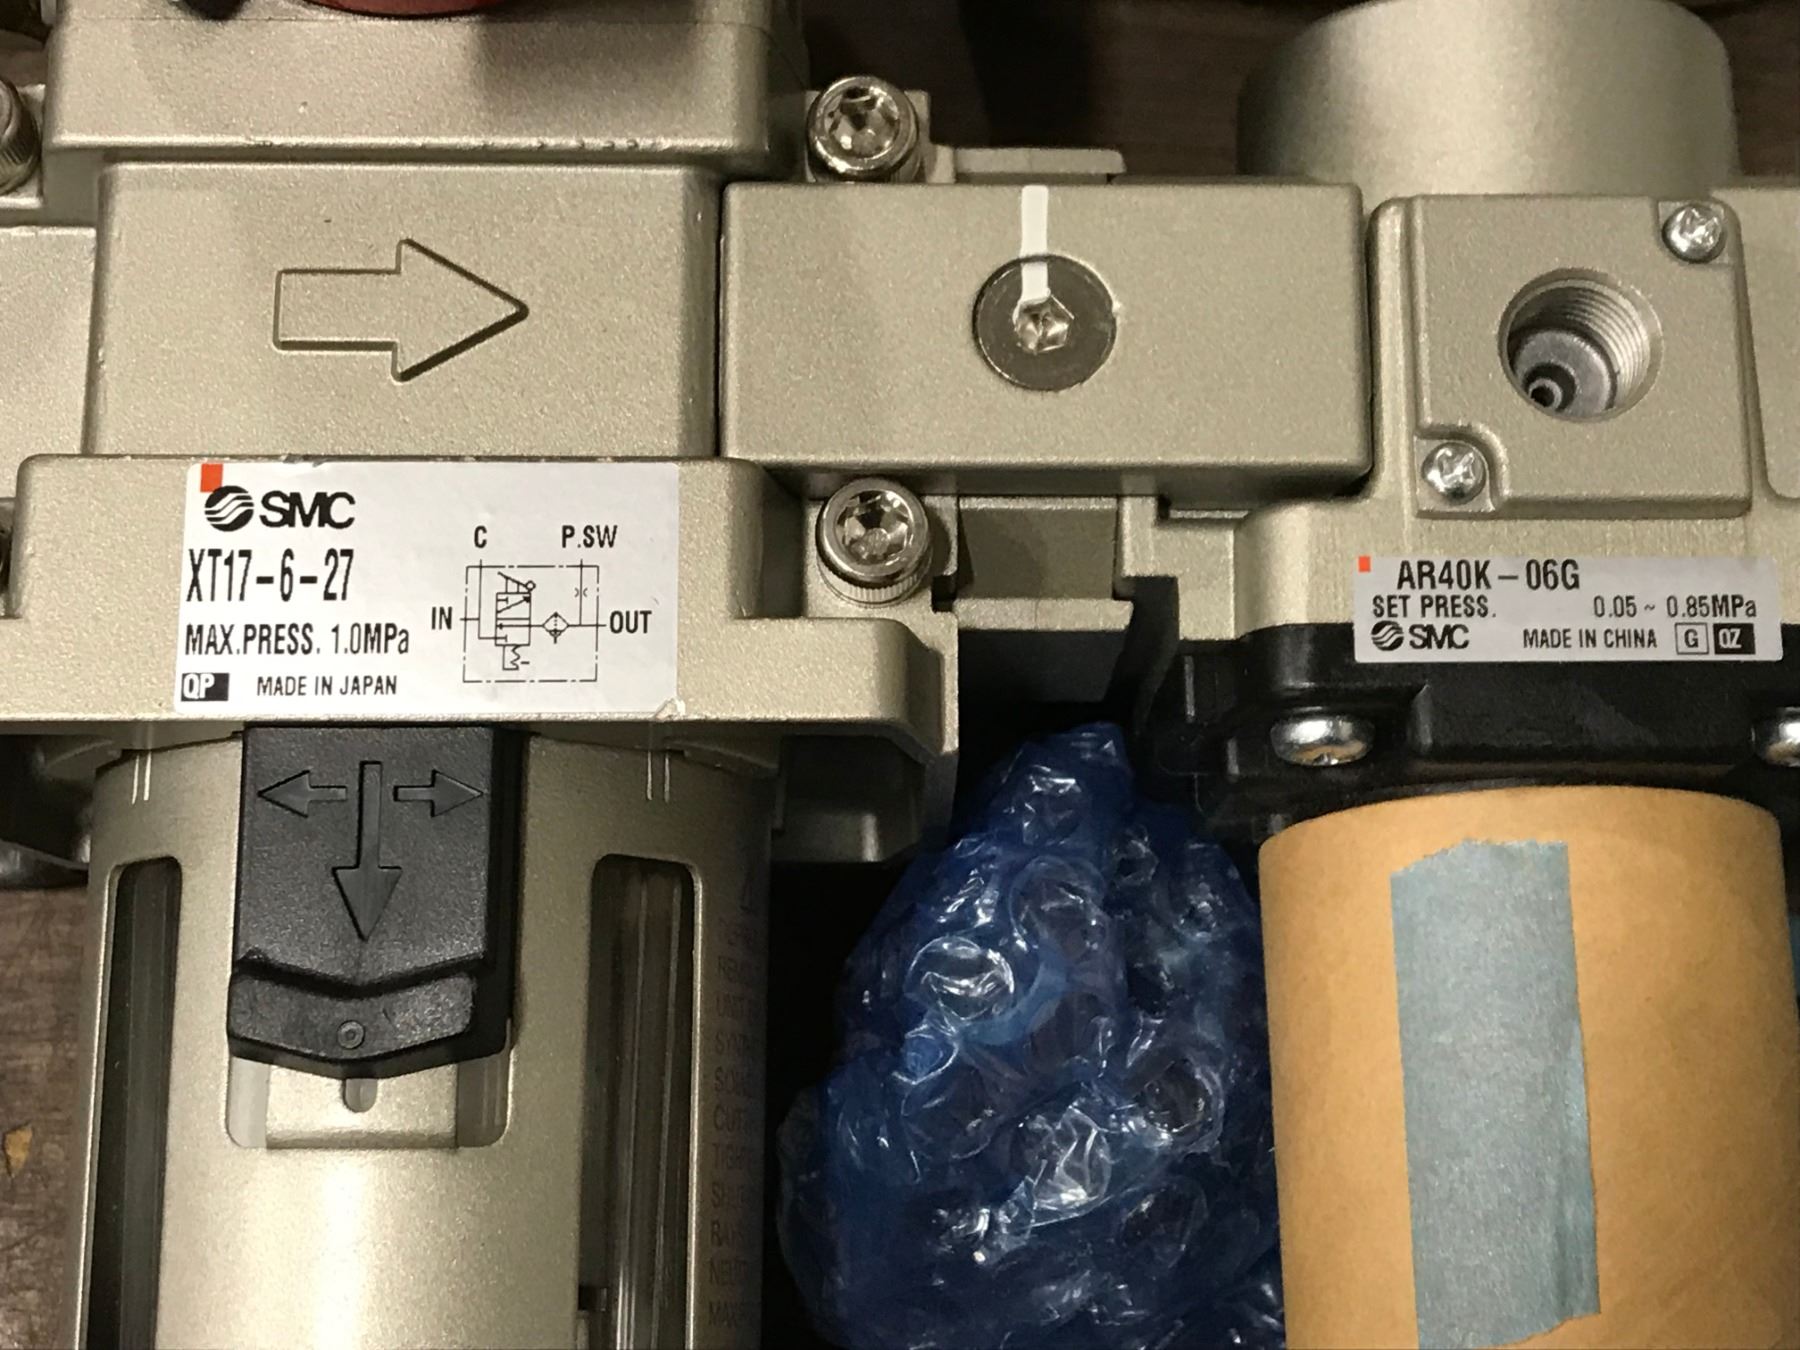 SMC
XT17-6-27
MAX.PRESS. 1.0MPa
QP MADE IN JAPAN
C P.SW
IN OUT
AR40K-06G
SET PRESS. 0.05 ~ 0.85MPa
SMC MADE IN CHINA G QZ